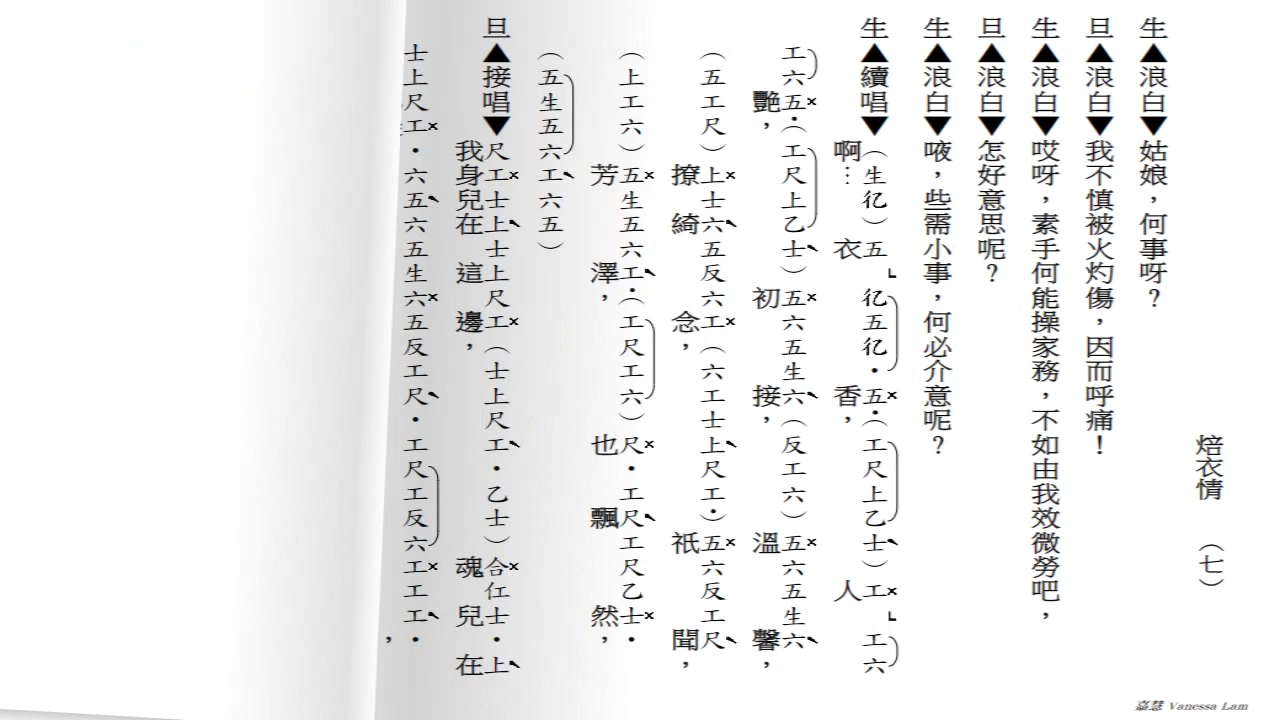 焙衣情 (七)
生▲浪白▼姑娘,何事呀?
旦▲浪白▼我不慎被火灼傷,因而呼痛!
生▲浪白▼哎呀,素手何能操家務,不如由我效微勞吧,
旦▲浪白▼怎好意思呢?
生▲浪白▼唉,些需小事,何必介意呢?
生▲續唱▼(生亿)五ㄴ亿五亿•五•(工尺上乙士)工ㄴ工六
啊… 衣 香, 人
工六五•(工尺上乙士)五六五生六(反工六)五六五生六
艷, 初 接, 溫 馨,
(五工尺)上士六五反六工(六工士上尺工•)五六反工尺
撩 綺 念, 祇 聞,
(上工六)五生五六工•(工尺工六)尺•工尺工尺乙士•
芳 澤, 也 飄 然,
(五生五六工六五)
旦▲接唱▼尺工士上士上尺工(士上尺工•乙士)合仜士•上
我身兒在 這 邊, 魂 兒 在
士上尺工•六五六五生六五反工尺•工尺工反六工工工•
,
嘉慧 Vanessa Lam